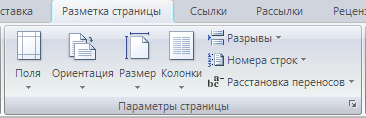 ставка Разметка страницы Ссылки Рассылки Реценз
Поля Ориентация Размер Колонки
Разрывы
Номера строк
Расстановка переносов
Параметры страницы